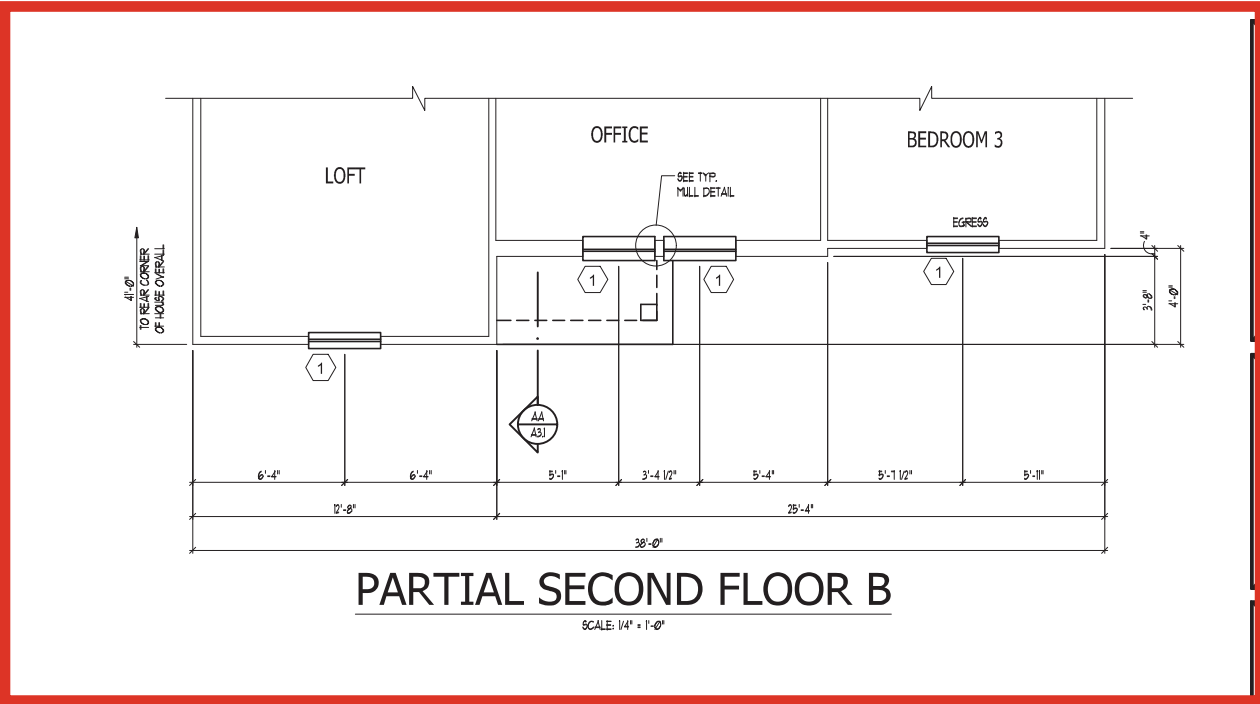 OFFICE
BEDROOM 3
LOFT
SEE TYP.
MULL DETAIL
EGRESS
4"
41'-0"
TO REAR CORNER
OF HOUSE OVERALL
1
1
1
3'-8"
4'-0"
1
AA
A3.1
6'-4"
6'-4"
5'-1"
3'-4 1/2"
5'-4"
5'-7 1/2"
5'-11"
12'-8"
25'-4"
38'-0"
PARTIAL SECOND FLOOR B
SCALE: 1/4" = 1'-0"